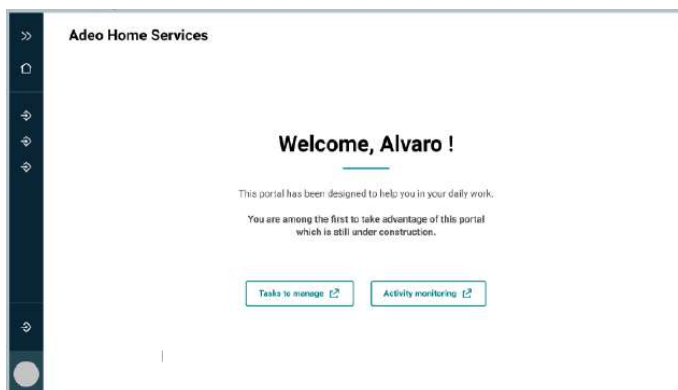 Adeo Home Services
Welcome, Alvaro !
This portal has been designed to help you in your daily work.
You are among the first to take advantage of this portal
which is still under construction.
Tasks to manage
Activity monitoring